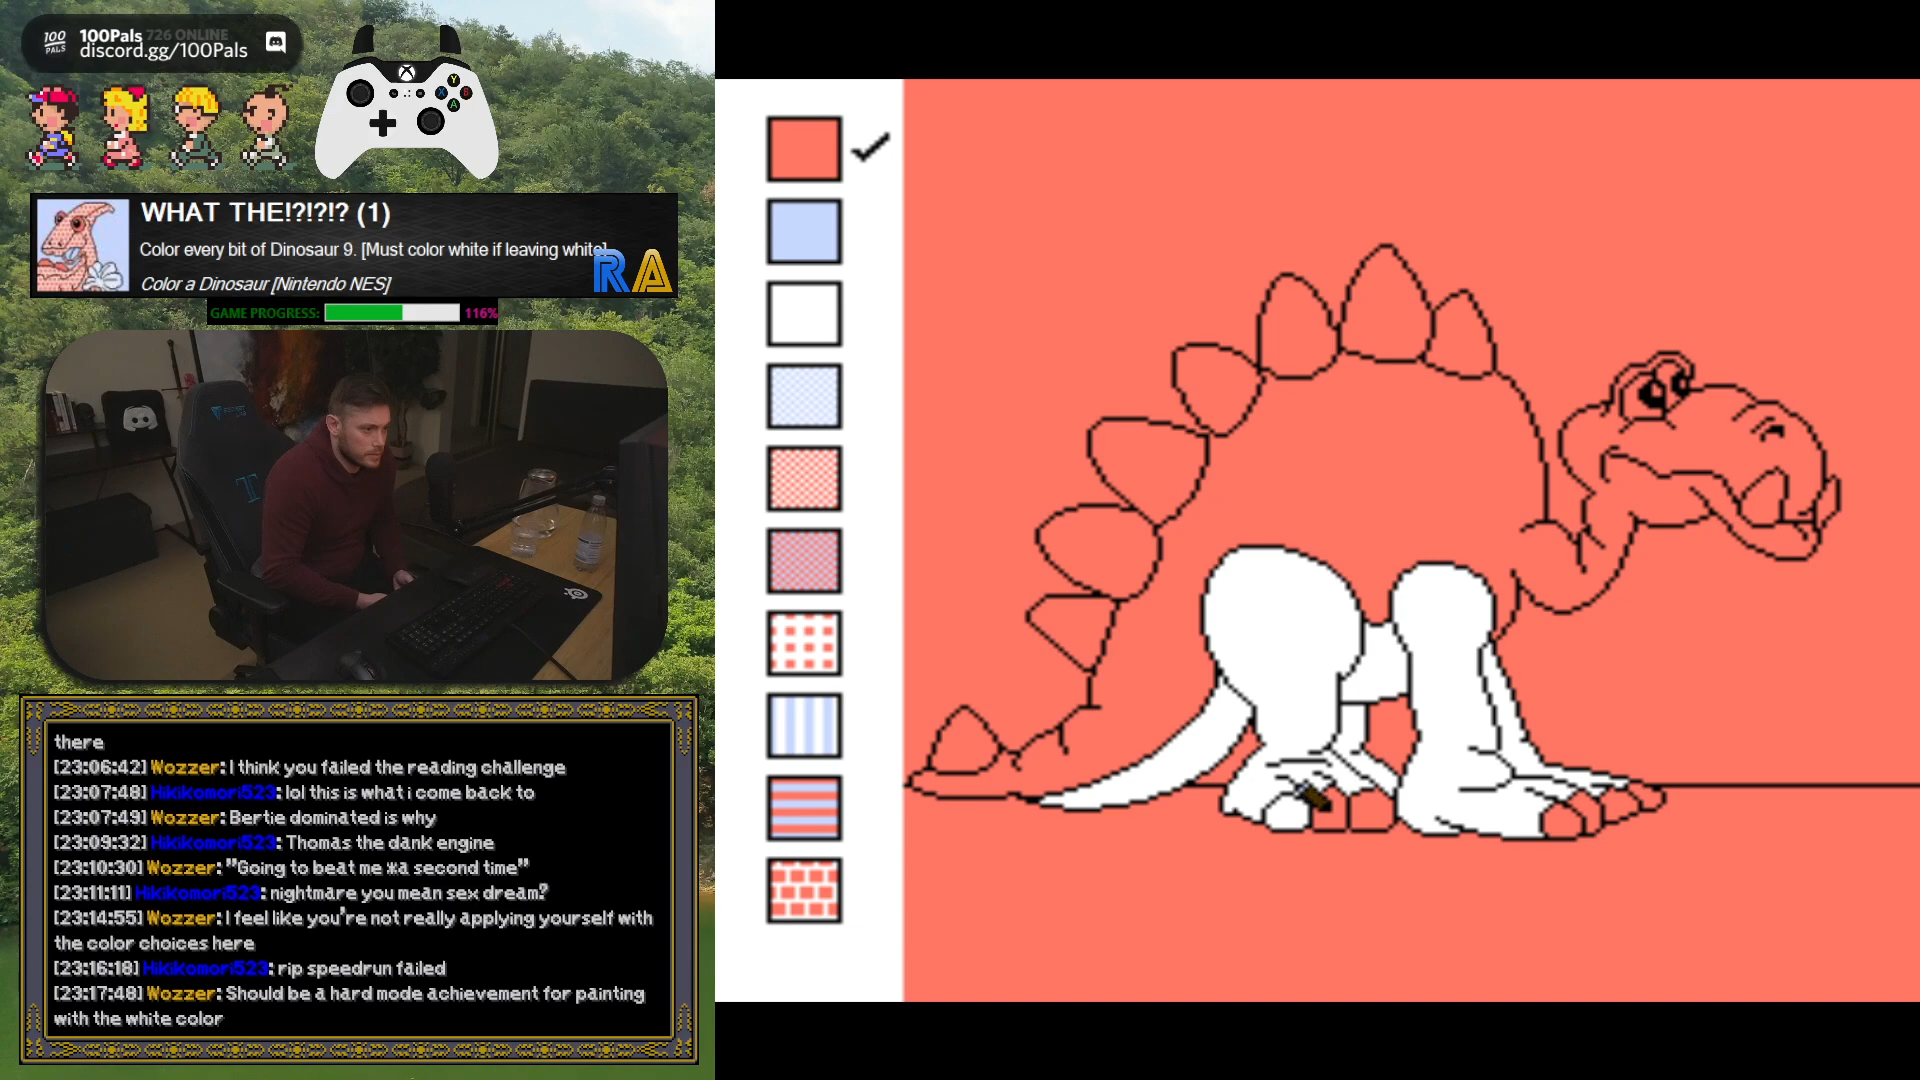 100
PALS
100Pals 726 ONLINE
discord.gg/100Pals
Y
X B
A
WHAT THE!?!?!? (1)
Color every bit of Dinosaur 9. [Must color white if leaving white]
RA
Color a Dinosaur [Nintendo NES]
GAME PROGRESS: 116%
there
[23:06:42] Wozzer: I think you failed the reading challenge
[23:07:48] Hikikomori523: lol this is what i come back to
[23:07:49] Wozzer: Bertie dominated is why
[23:09:32] Hikikomori523: Thomas the dank engine
[23:10:30] Wozzer: "Going to beat me *a second time"
[23:11:11] Hikikomori523: nightmare you mean sex dream?
[23:14:55] Wozzer: I feel like you're not really applying yourself with
the color choices here
[23:16:18] Hikikomori523: rip speedrun failed
[23:17:48] Wozzer: Should be a hard mode achievement for painting
with the white color